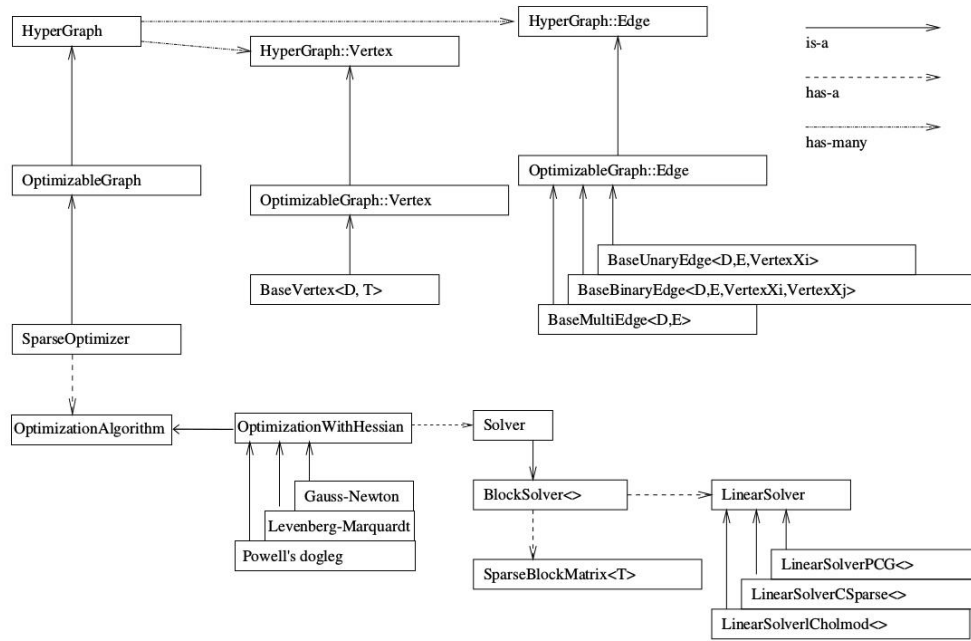 HyperGraph
HyperGraph::Edge
HyperGraph::Vertex
is-a
has-a
has-many
OptimizableGraph
OptimizableGraph::Vertex
OptimizableGraph::Edge
BaseUnaryEdge<D,E,VertexXi>
BaseVertex<D, T>
BaseBinaryEdge<D,E,VertexXi,VertexXj>
BaseMultiEdge<D,E>
SparseOptimizer
OptimizationAlgorithm
OptimizationWithHessian
Solver
Gauss-Newton
Levenberg-Marquardt
Powell's dogleg
BlockSolver<>
LinearSolver
SparseBlockMatrix<T>
LinearSolverPCG<>
LinearSolverCSparse<>
LinearSolverlCholmod<>